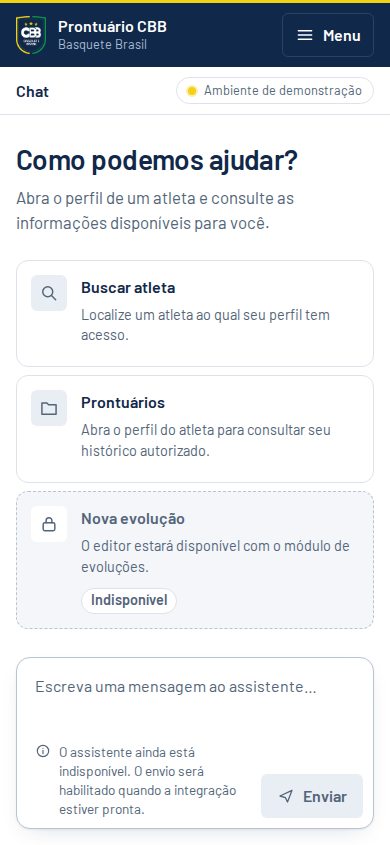 CBB
Prontuário CBB
Basquete Brasil
Menu
Chat
Ambiente de demonstração
Como podemos ajudar?
Abra o perfil de um atleta e consulte as
informações disponíveis para você.
Buscar atleta
Localize um atleta ao qual seu perfil tem
acesso.
Prontuários
Abra o perfil do atleta para consultar seu
histórico autorizado.
Nova evolução
O editor estará disponível com o módulo de
evoluções.
Indisponível
Escreva uma mensagem ao assistente...
O assistente ainda está
indisponível. O envio será
habilitado quando a integração
estiver pronta.
Enviar